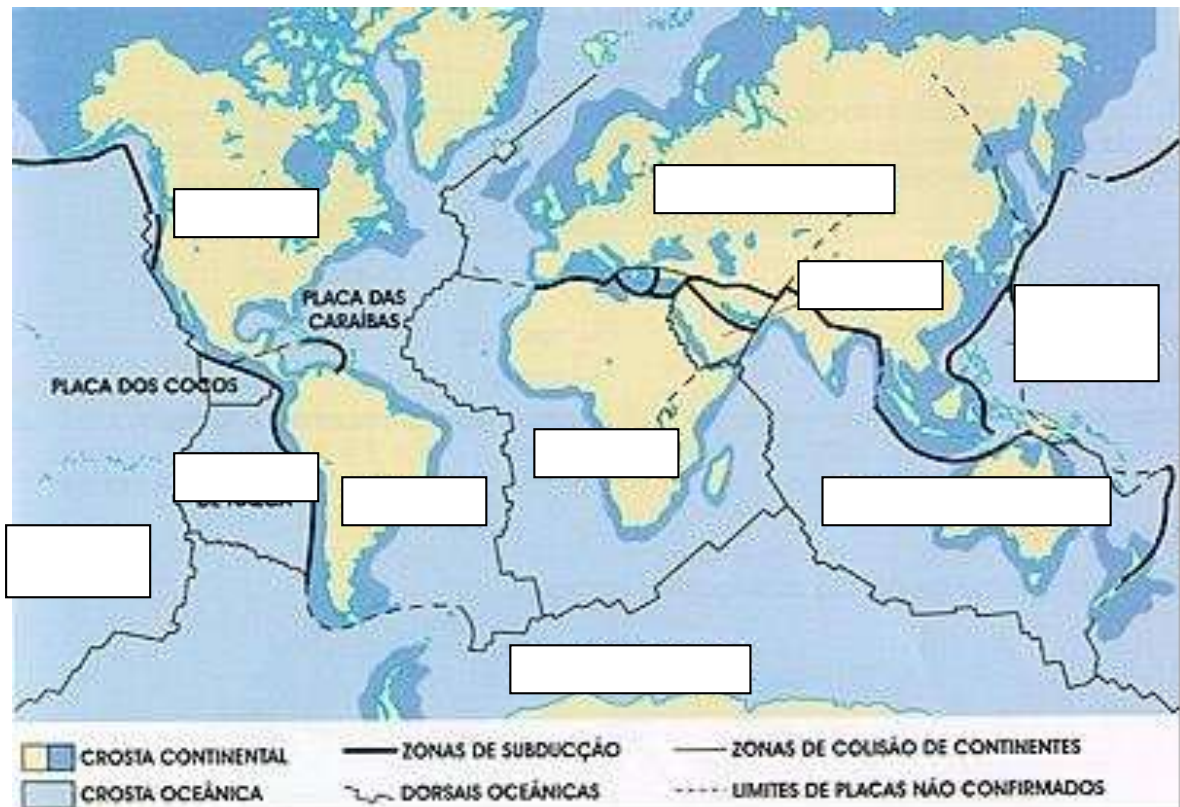 PLACA DAS
CARAÍBAS
PLACA DOS COCOS
CROSTA CONTINENTAL
ZONAS DE SUBDUCÇÃO
ZONAS DE COLISÃO DE CONTINENTES
CROSTA OCEÂNICA
DORSAIS OCEÂNICAS
LIMITES DE PLACAS NÃO CONFIRMADOS